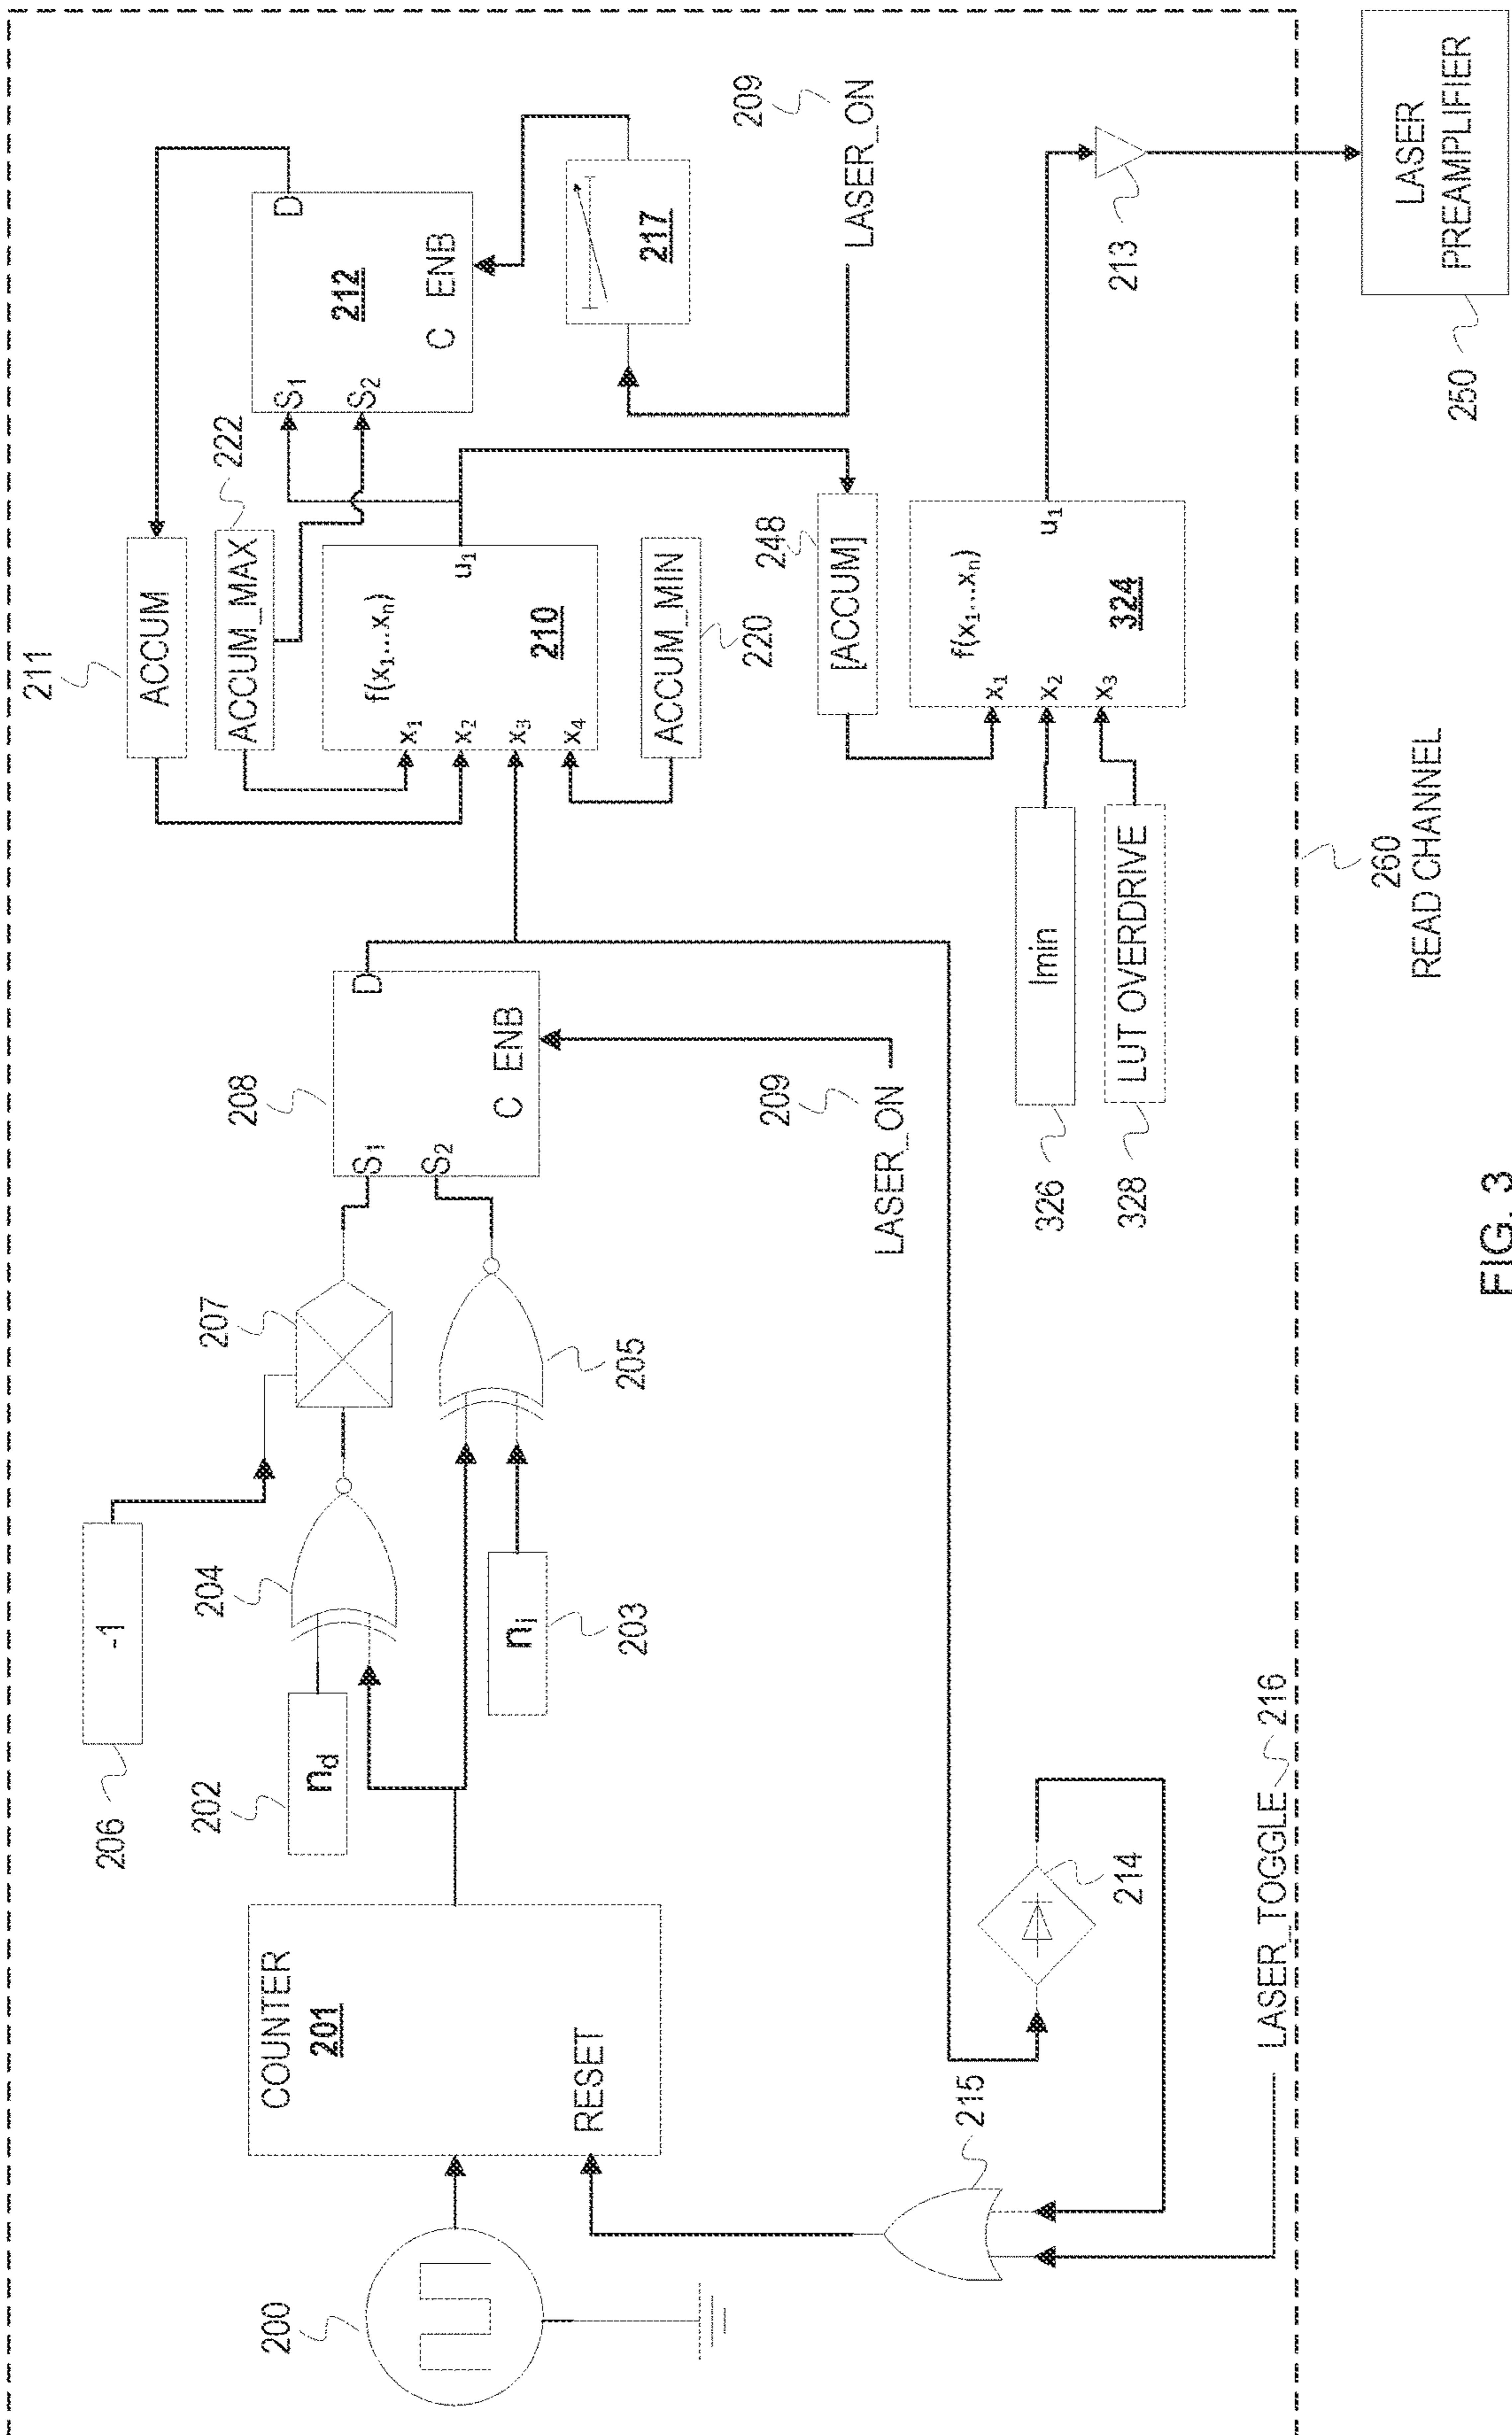 206
-1
202
n_d
204
207
208
S₁
S₂
D
C ENB
n_i
203
205
200
COUNTER
201
RESET
215
214
LASER_TOGGLE 216
209
LASER_ON
211
ACCUM
ACCUM_MAX
222
f(x₁...xₙ)
x₁
x₂
x₃
x₄
u₁
210
ACCUM_MIN
220
212
S₁
S₂
D
C ENB
217
209
LASER_ON
248
[ACCUM]
f(x₁...xₙ)
x₁
x₂
x₃
u₁
324
326
Imin
328
LUT OVERDRIVE
213
250
LASER
PREAMPLIFIER
260
READ CHANNEL
FIG. 3